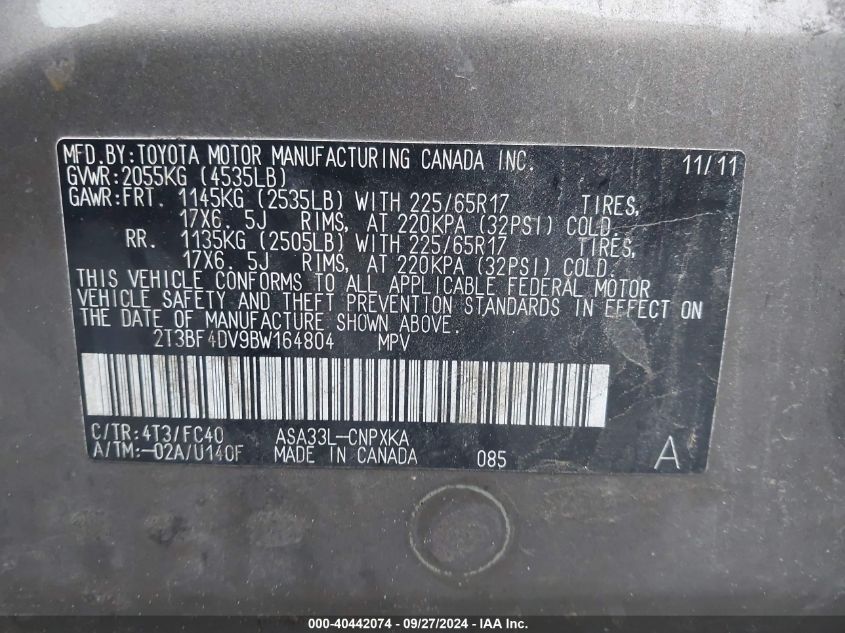 MFD.BY:TOYOTA MOTOR MANUFACTURING CANADA INC. 11/11
GVWR:2055KG (4535LB)
GAWR:FRT. 1145KG (2535LB) WITH 225/65R17 TIRES,
17X6.5J RIMS, AT 220KPA (32PSI) COLD.
RR. 1135KG (2505LB) WITH 225/65R17 TIRES,
17X6.5J RIMS, AT 220KPA (32PSI) COLD.
THIS VEHICLE CONFORMS TO ALL APPLICABLE FEDERAL MOTOR
VEHICLE SAFETY AND THEFT PREVENTION STANDARDS IN EFFECT ON
THE DATE OF MANUFACTURE SHOWN ABOVE.
2T3BF4DV9BW164804 MPV
C/TR:4T3/FC40 ASA33L-CNPXKA
A/TM:-02A/U140F MADE IN CANADA 085 A
000-40442074 - 09/27/2024 - IAA Inc.